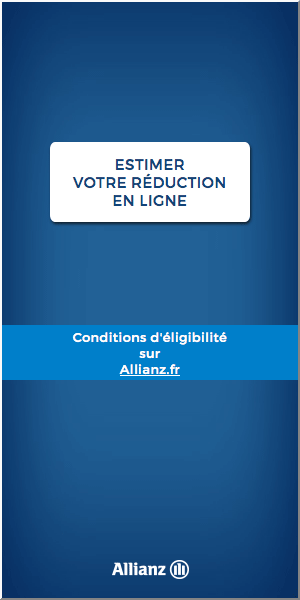 ESTIMER
VOTRE RÉDUCTION
EN LIGNE
Conditions d'éligibilité
sur
Allianz.fr
Allianz